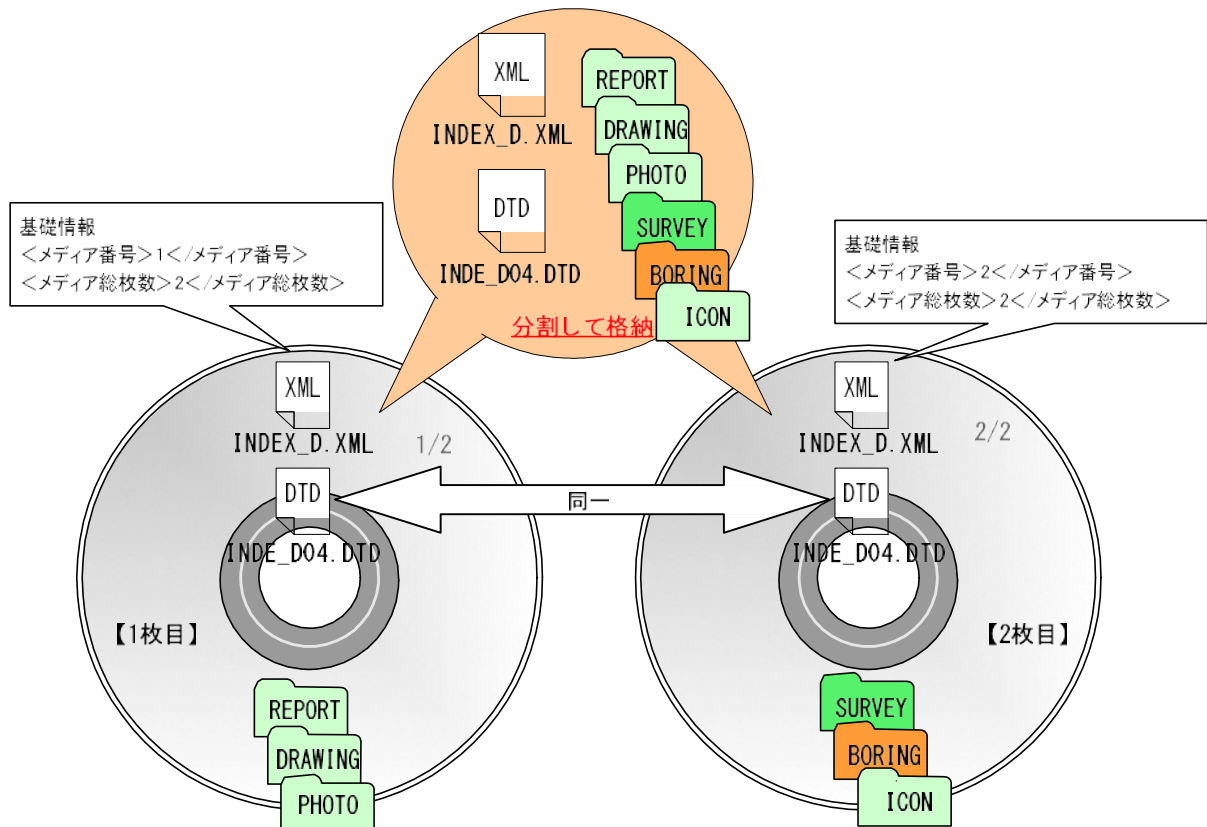 XML
INDEX_D.XML
DTD
INDE_D04.DTD
REPORT
DRAWING
PHOTO
SURVEY
BORING
ICON
分割して格納
基礎情報
<メディア番号>1</メディア番号>
<メディア総枚数>2</メディア総枚数>
基礎情報
<メディア番号>2</メディア番号>
<メディア総枚数>2</メディア総枚数>
XML
INDEX_D.XML
1/2
DTD
INDE_D04.DTD
【1枚目】
REPORT
DRAWING
PHOTO
同一
XML
INDEX_D.XML
2/2
DTD
INDE_D04.DTD
【2枚目】
SURVEY
BORING
ICON